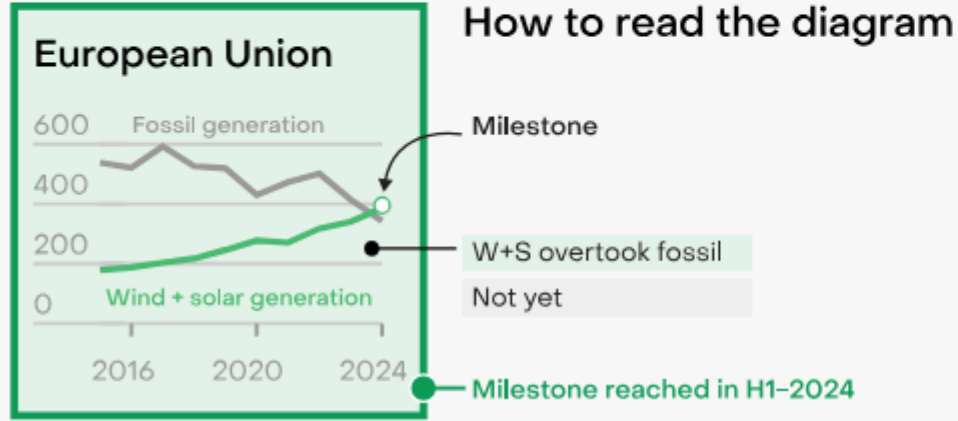 European Union
600
Fossil generation
400
200
0
Wind + solar generation
2016 2020 2024
How to read the diagram
Milestone
W+S overtook fossil
Not yet
Milestone reached in H1–2024